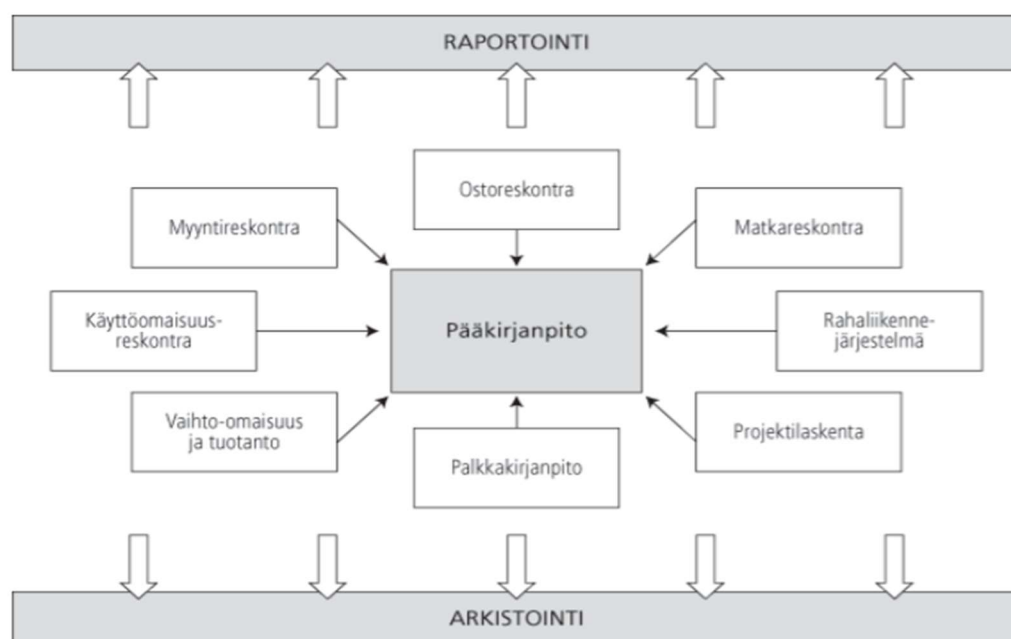 RAPORTOINTI
Ostoreskontra
Myyntireskontra
Matkareskontra
Käyttöomaisuus-
reskontra
Pääkirjanpito
Rahaliikenne-
järjestelmä
Vaihto-omaisuus
ja tuotanto
Palkkakirjanpito
Projektilaskenta
ARKISTOINTI